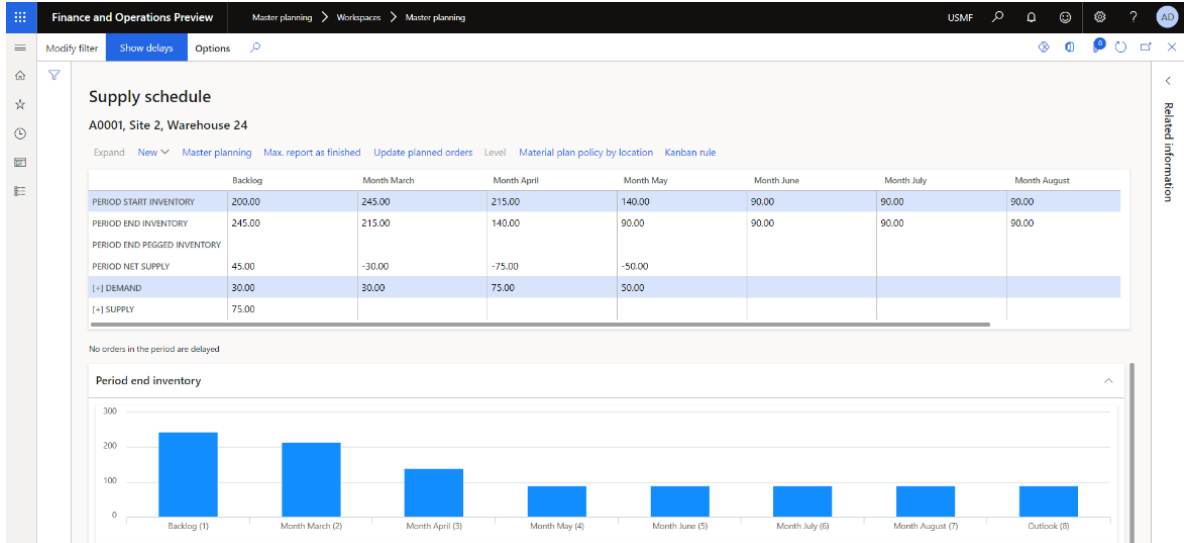 Finance and Operations Preview
Master planning > Workspaces > Master planning
USMF
?
AD
Modify filter
Show delays
Options
0
Supply schedule
A0001, Site 2, Warehouse 24
Expand New Master planning Max. report as finished Update planned orders Level Material plan policy by location Kanban rule
Backlog Month March Month April Month May Month June Month July Month August
PERIOD START INVENTORY 200.00 245.00 215.00 140.00 90.00 90.00 90.00
PERIOD END INVENTORY 245.00 215.00 140.00 90.00 90.00 90.00 90.00
PERIOD END PEGGED INVENTORY
PERIOD NET SUPPLY 45.00 -30.00 -75.00 -50.00
[+] DEMAND 30.00 30.00 75.00 50.00
[+] SUPPLY 75.00
No orders in the period are delayed
Period end inventory
300
200
100
0
Backlog (1) Month March (2) Month April (3) Month May (4) Month June (5) Month July (6) Month August (7) Outlook (8)
Related information